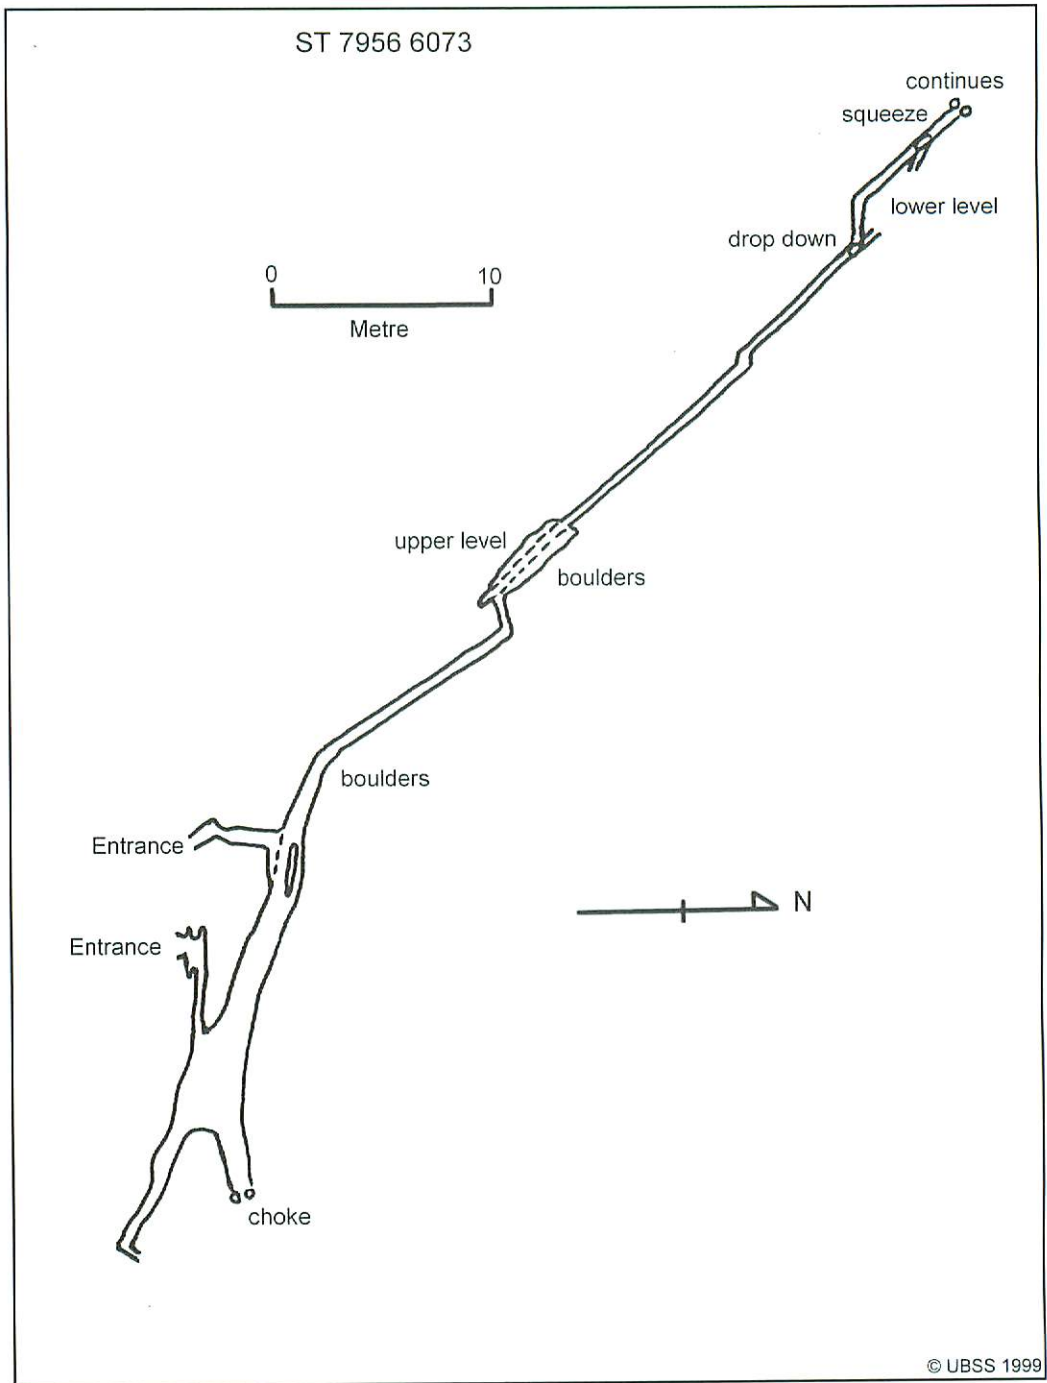 ST 7956 6073
continues
squeeze
lower level
drop down
0 10
Metre
upper level
boulders
boulders
Entrance
N
Entrance
choke
© UBSS 1999